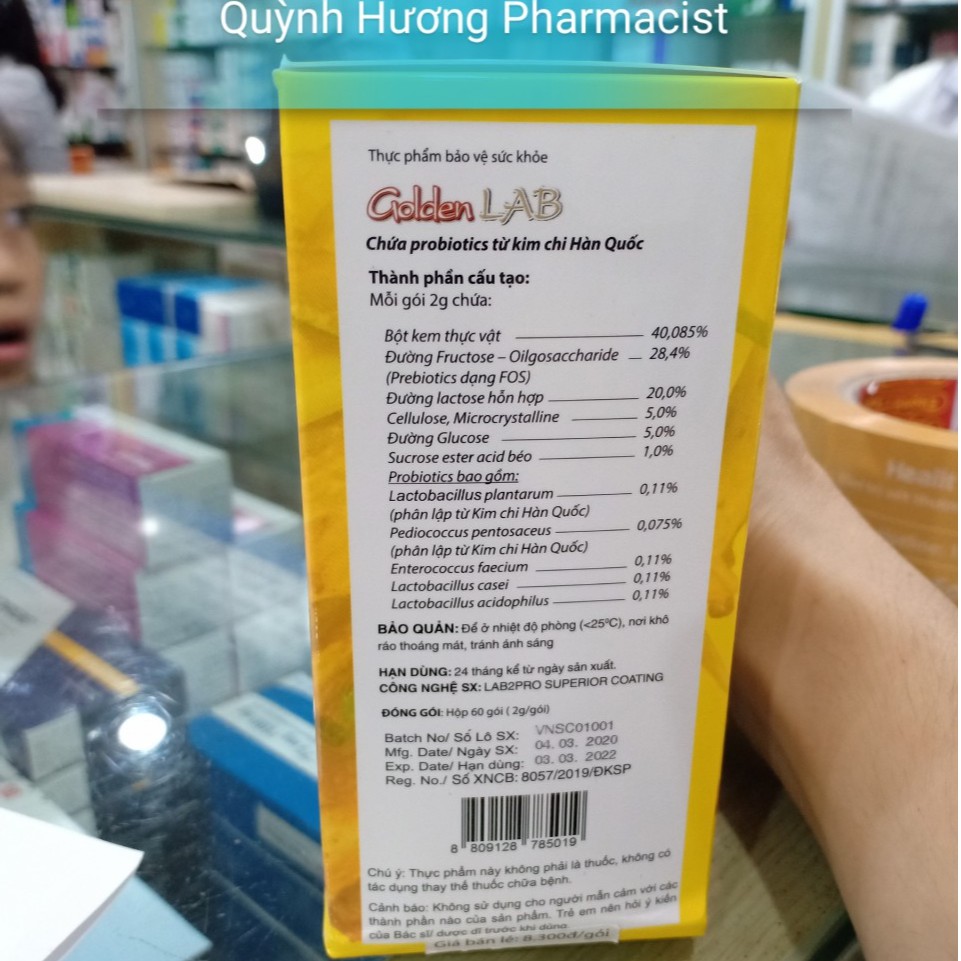 Quỳnh Hương Pharmacist
Thực phẩm bảo vệ sức khỏe
Golden LAB
Chứa probiotics từ kim chi Hàn Quốc
Thành phần cấu tạo:
Mỗi gói 2g chứa:
Bột kem thực vật 40,085%
Đường Fructose – Oilgosaccharide 28,4%
(Prebiotics dạng FOS)
Đường lactose hỗn hợp 20,0%
Cellulose, Microcrystalline 5,0%
Đường Glucose 5,0%
Sucrose ester acid béo 1,0%
Probiotics bao gồm:
Lactobacillus plantarum 0,11%
(phân lập từ Kim chi Hàn Quốc)
Pediococcus pentosaceus 0,075%
(phân lập từ Kim chi Hàn Quốc)
Enterococcus faecium 0,11%
Lactobacillus casei 0,11%
Lactobacillus acidophilus 0,11%
BẢO QUẢN: Để ở nhiệt độ phòng (<25ºC), nơi khô
ráo thoáng mát, tránh ánh sáng
HẠN DÙNG: 24 tháng kể từ ngày sản xuất.
CÔNG NGHỆ SX: LAB2PRO SUPERIOR COATING
ĐÓNG GÓI: Hộp 60 gói ( 2g/gói)
Batch No/ Số Lô SX: VNSC01001
Mfg. Date/ Ngày SX: 04. 03. 2020
Exp. Date/ Hạn dùng: 03. 03. 2022
Reg. No./ Số XNCB: 8057/2019/ĐKSP
8 809128 785019
Chú ý: Thực phẩm này không phải là thuốc, không có
tác dụng thay thế thuốc chữa bệnh.
Cảnh báo: Không sử dụng cho người mẫn cảm với các
thành phần nào của sản phẩm. Trẻ em nên hỏi ý kiến
của Bác sĩ/ dược sĩ trước khi dùng
Giá bán lẻ: 8.300đ/gói